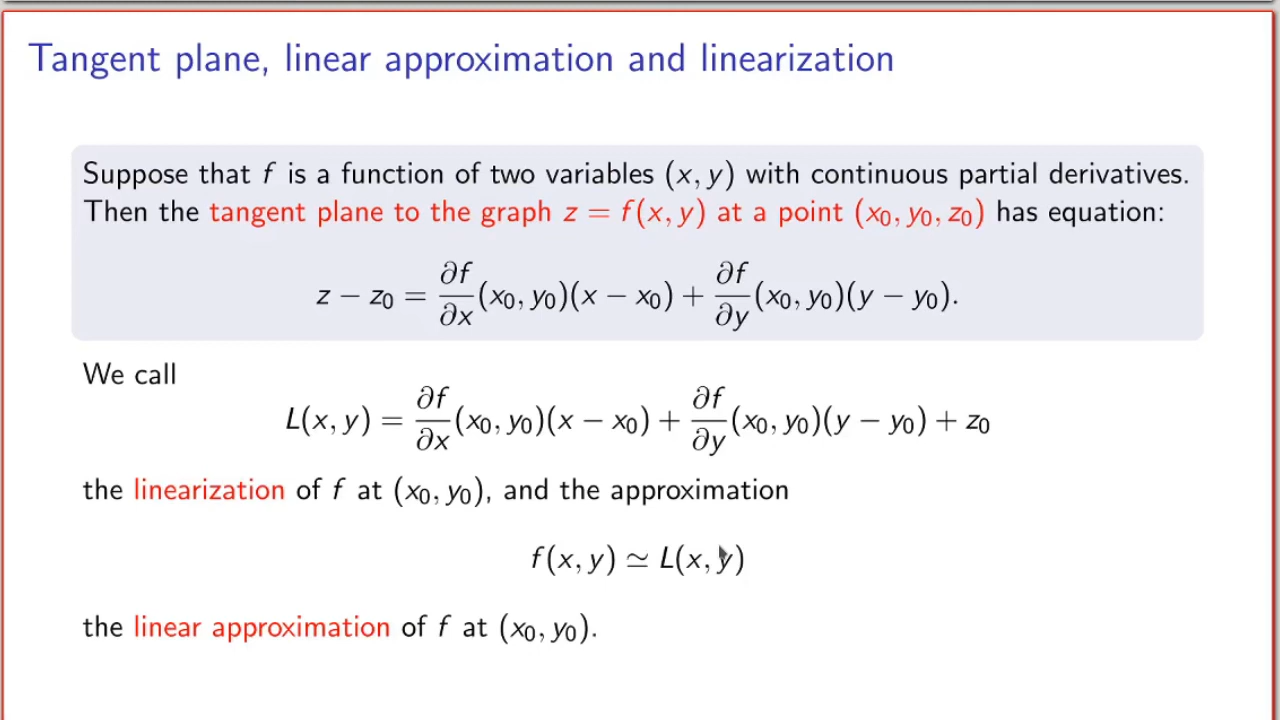 Tangent plane, linear approximation and linearization
Suppose that f is a function of two variables (x, y) with continuous partial derivatives.
Then the tangent plane to the graph z = f(x, y) at a point (x₀, y₀, z₀) has equation:
z − z₀ = ∂f/∂x (x₀, y₀)(x − x₀) + ∂f/∂y (x₀, y₀)(y − y₀).
We call
L(x, y) = ∂f/∂x (x₀, y₀)(x − x₀) + ∂f/∂y (x₀, y₀)(y − y₀) + z₀
the linearization of f at (x₀, y₀), and the approximation
f(x, y) ≃ L(x, y)
the linear approximation of f at (x₀, y₀).